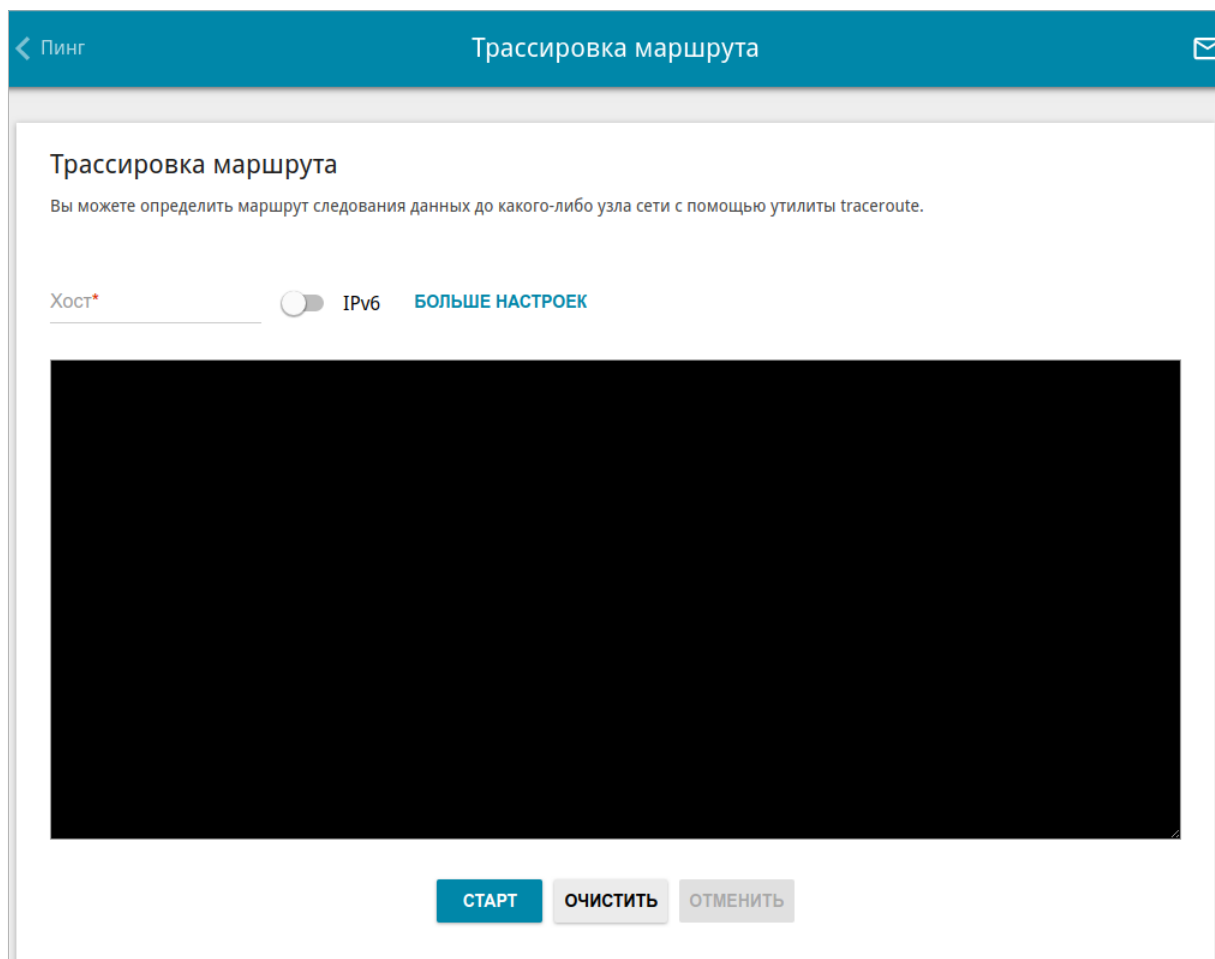 Пинг
Трассировка маршрута
Трассировка маршрута
Вы можете определить маршрут следования данных до какого-либо узла сети с помощью утилиты traceroute.
Хост* IPv6 БОЛЬШЕ НАСТРОЕК
СТАРТ ОЧИСТИТЬ ОТМЕНИТЬ